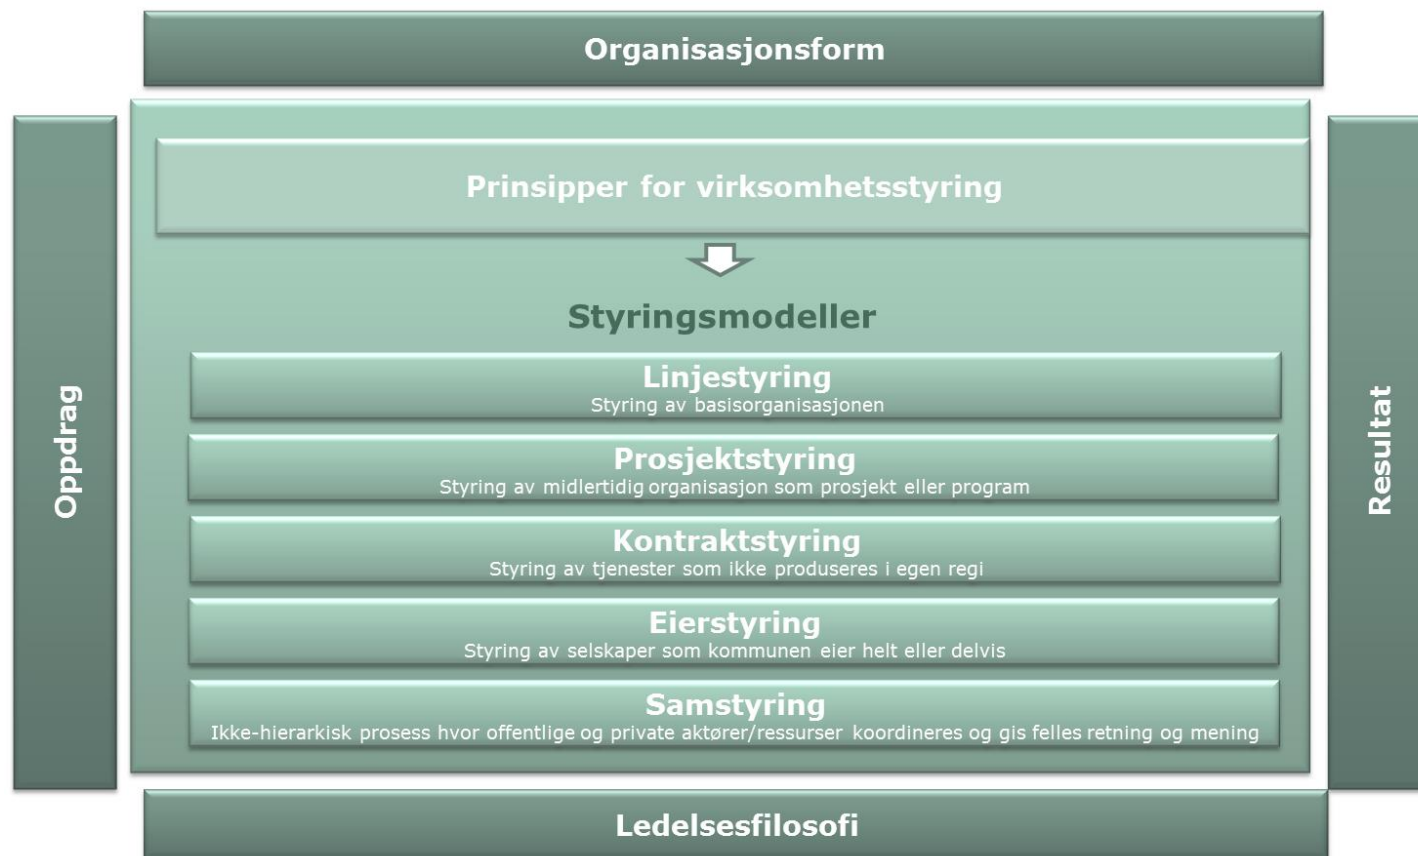 Organisasjonsform
Oppdrag
Prinsipper for virksomhetsstyring
Styringsmodeller
Linjestyring
Styring av basisorganisasjonen
Prosjektstyring
Styring av midlertidig organisasjon som prosjekt eller program
Kontraktstyring
Styring av tjenester som ikke produseres i egen regi
Eierstyring
Styring av selskaper som kommunen eier helt eller delvis
Samstyring
Ikke-hierarkisk prosess hvor offentlige og private aktører/ressurser koordineres og gis felles retning og mening
Resultat
Ledelsesfilosofi